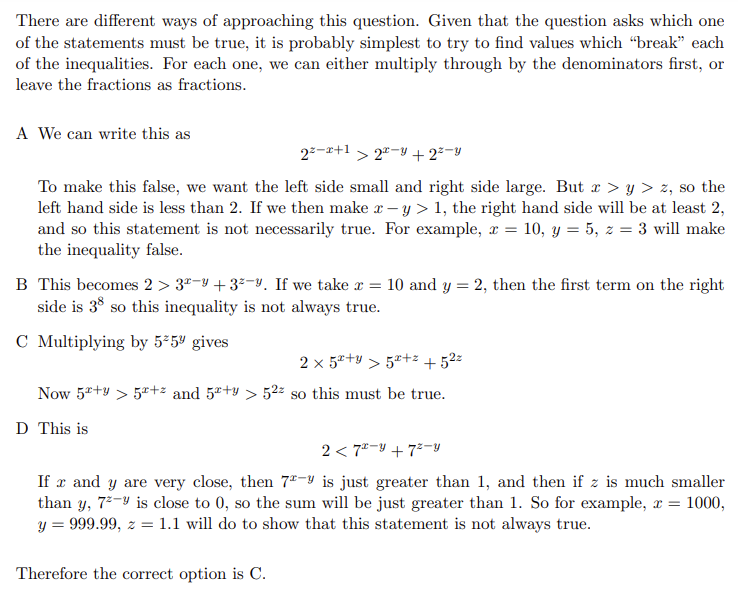 There are different ways of approaching this question. Given that the question asks which one
of the statements must be true, it is probably simplest to try to find values which “break” each
of the inequalities. For each one, we can either multiply through by the denominators first, or
leave the fractions as fractions.
A We can write this as
2^{z−x+1} > 2^{x−y} + 2^{z−y}
To make this false, we want the left side small and right side large. But x > y > z, so the
left hand side is less than 2. If we then make x − y > 1, the right hand side will be at least 2,
and so this statement is not necessarily true. For example, x = 10, y = 5, z = 3 will make
the inequality false.
B This becomes 2 > 3^{x−y} + 3^{z−y}. If we take x = 10 and y = 2, then the first term on the right
side is 3^8 so this inequality is not always true.
C Multiplying by 5^z5^y gives
2 × 5^{x+y} > 5^{x+z} + 5^{2z}
Now 5^{x+y} > 5^{x+z} and 5^{x+y} > 5^{2z} so this must be true.
D This is
2 < 7^{x−y} + 7^{z−y}
If x and y are very close, then 7^{x−y} is just greater than 1, and then if z is much smaller
than y, 7^{z−y} is close to 0, so the sum will be just greater than 1. So for example, x = 1000,
y = 999.99, z = 1.1 will do to show that this statement is not always true.
Therefore the correct option is C.